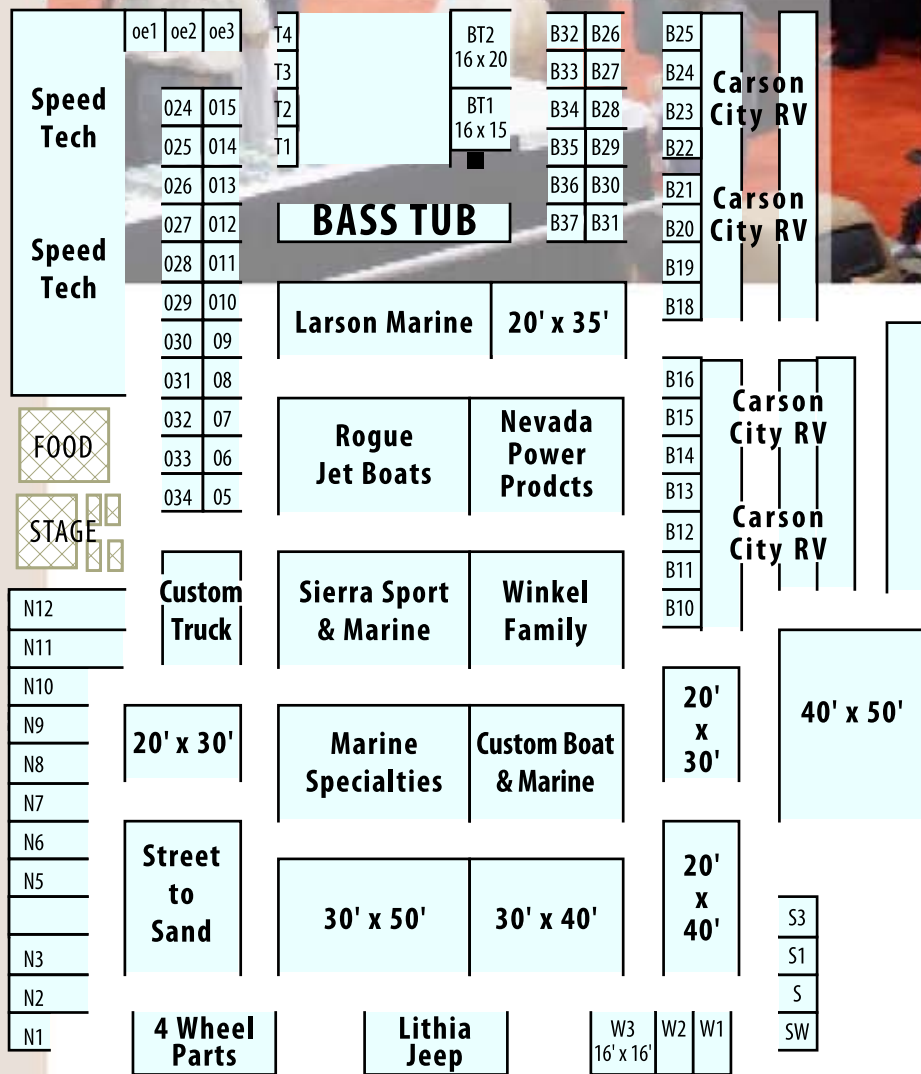 oe1 oe2 oe3
T4
T3
T2
T1
BT2
16 x 20
BT1
16 x 15
B32 B26
B33 B27
B34 B28
B35 B29
B36 B30
B37 B31
B25
B24
B23
B22
B21
B20
B19
B18
Carson
City RV
Carson
City RV
Speed
Tech
Speed
Tech
024 015
025 014
026 013
027 012
028 011
029 010
030 09
031 08
032 07
033 06
034 05
BASS TUB
Larson Marine
20' x 35'
Rogue
Jet Boats
Nevada
Power
Prodcts
B16
B15
B14
B13
B12
B11
B10
Carson
City RV
Carson
City RV
FOOD
STAGE
Custom
Truck
Sierra Sport
& Marine
Winkel
Family
N12
N11
N10
N9
N8
N7
N6
N5
N3
N2
N1
20' x 30'
Marine
Specialties
Custom Boat
& Marine
20'
x
30'
40' x 50'
Street
to
Sand
30' x 50'
30' x 40'
20'
x
40'
S3
S1
S
SW
4 Wheel
Parts
Lithia
Jeep
W3
16' x 16'
W2
W1